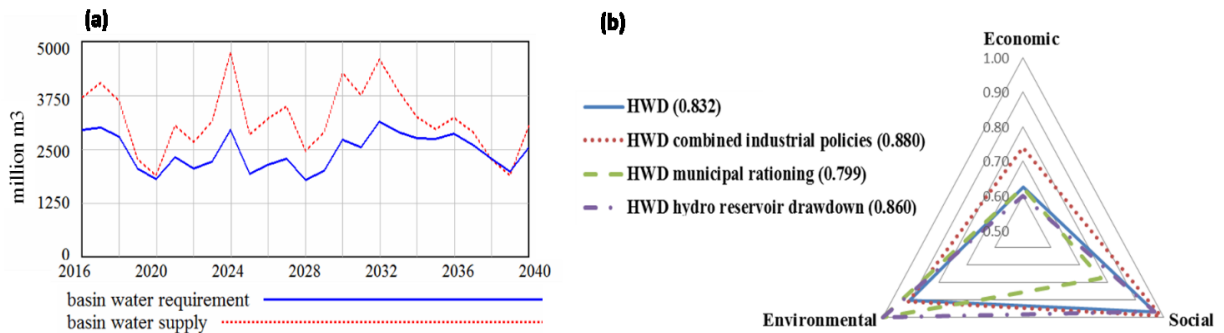 (a)
5000
3750
2500
1250
0
million m3
2016 2020 2024 2028 2032 2036 2040
basin water requirement
basin water supply
(b)
Economic
1.00
0.90
0.80
0.70
0.60
0.50
HWD (0.832)
HWD combined industrial policies (0.880)
HWD municipal rationing (0.799)
HWD hydro reservoir drawdown (0.860)
Environmental
Social